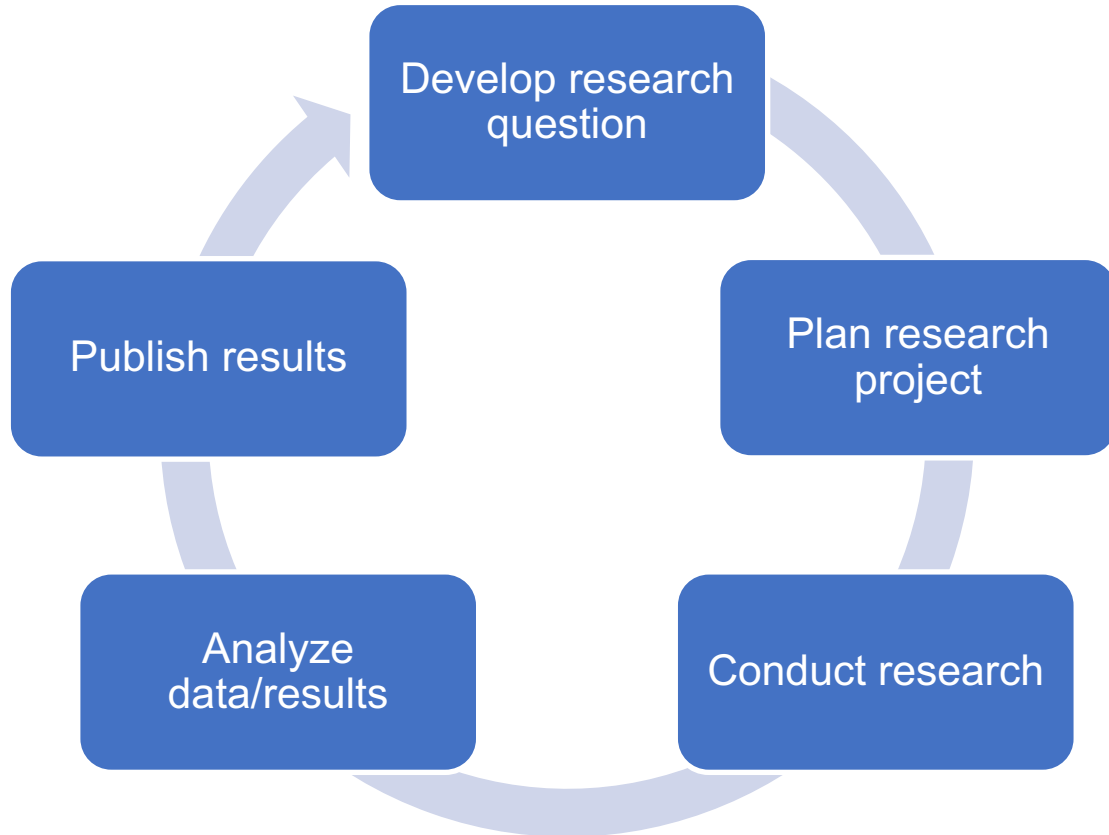 Develop research
question
Plan research
project
Conduct research
Analyze
data/results
Publish results